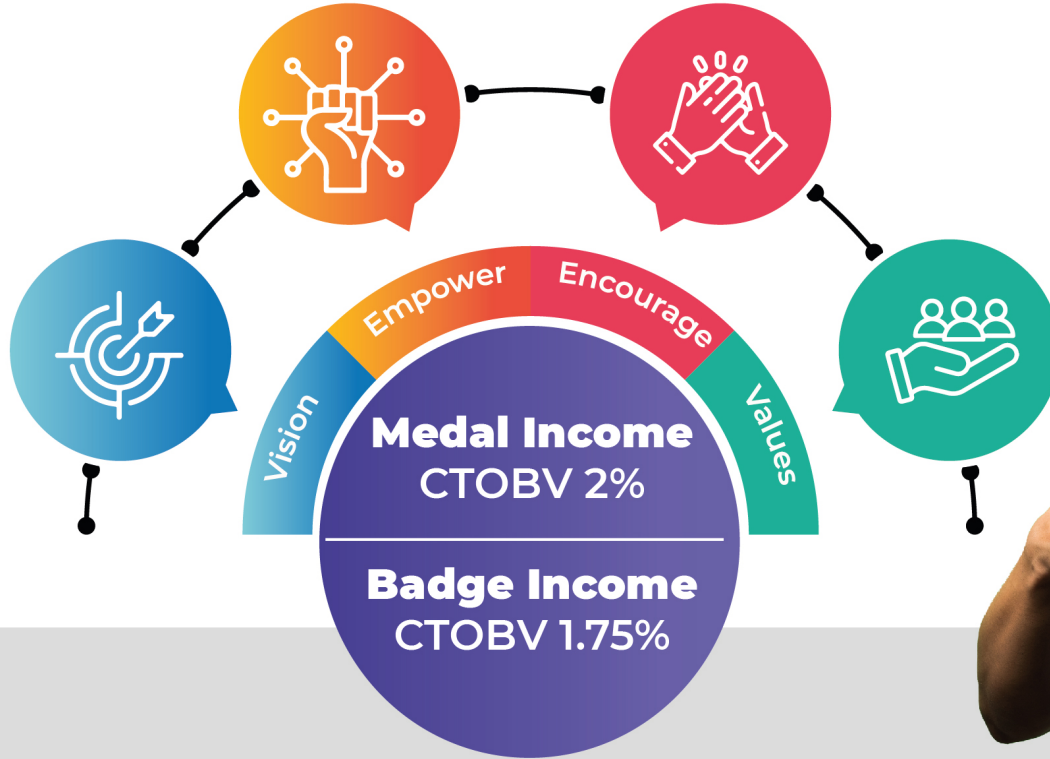 Vision
Empower
Encourage
Values
Medal Income
CTOBV 2%
Badge Income
CTOBV 1.75%